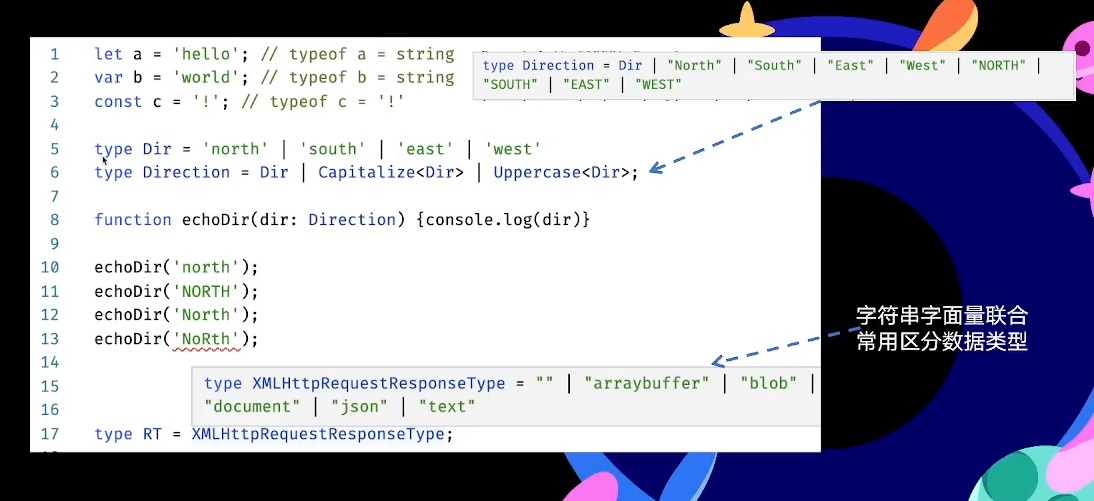 1 let a = 'hello'; // typeof a = string
2 var b = 'world'; // typeof b = string
3 const c = '!'; // typeof c = '!'
type Direction = Dir | "North" | "South" | "East" | "West" | "NORTH" |
"SOUTH" | "EAST" | "WEST"
4
5 type Dir = 'north' | 'south' | 'east' | 'west'
6 type Direction = Dir | Capitalize<Dir> | Uppercase<Dir>;
7
8 function echoDir(dir: Direction) {console.log(dir)}
9
10 echoDir('north');
11 echoDir('NORTH');
12 echoDir('North');
13 echoDir('NoRth');
字符串字面量联合
常用区分数据类型
14
15 type XMLHttpRequestResponseType = "" | "arraybuffer" | "blob" |
16 "document" | "json" | "text"
17 type RT = XMLHttpRequestResponseType;